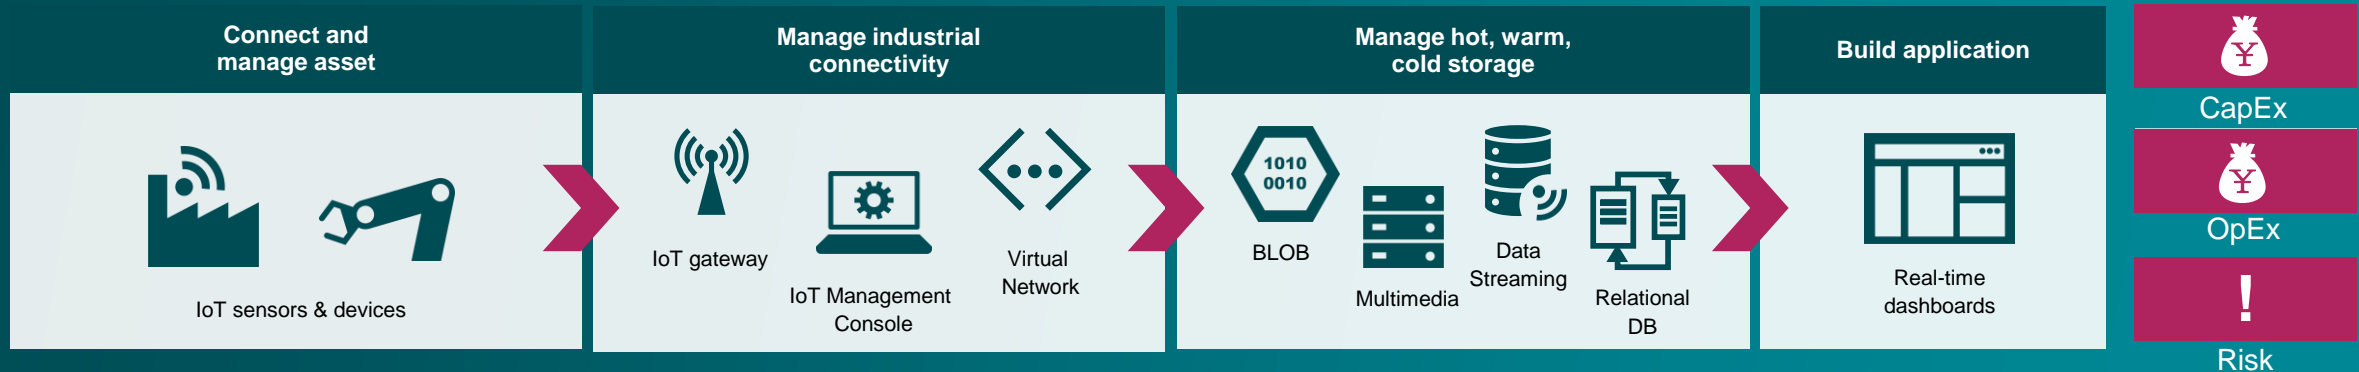 Connect and
manage asset
IoT sensors & devices
Manage industrial
connectivity
IoT gateway
IoT Management
Console
Virtual
Network
Manage hot, warm,
cold storage
1010
0010
BLOB
Multimedia
Data
Streaming
Relational
DB
Build application
Real-time
dashboards
¥
CapEx
¥
OpEx
!
Risk